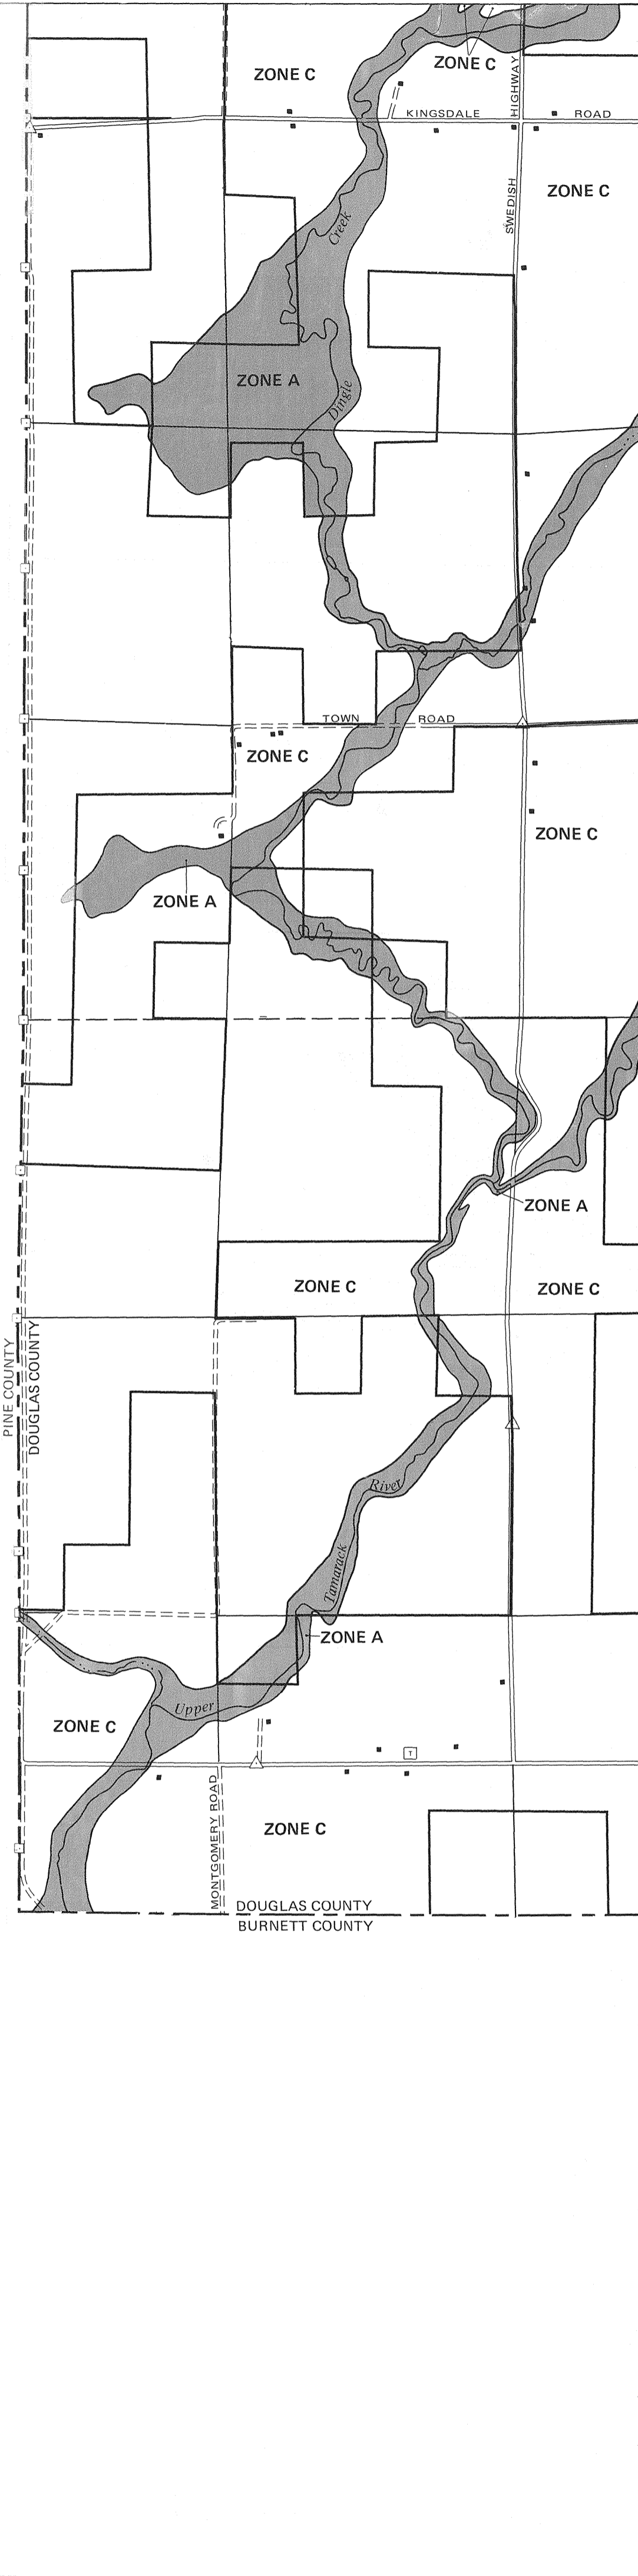 ZONE C
ZONE C
HIGHWAY
KINGSDALE
ROAD
SWEDISH
ZONE C
Creek
ZONE A
Dingle
TOWN
ROAD
ZONE C
ZONE C
ZONE A
ZONE A
ZONE C
ZONE C
PINE COUNTY
DOUGLAS COUNTY
River
Tamarack
ZONE A
Upper
ZONE C
T
MONTGOMERY ROAD
ZONE C
DOUGLAS COUNTY
BURNETT COUNTY